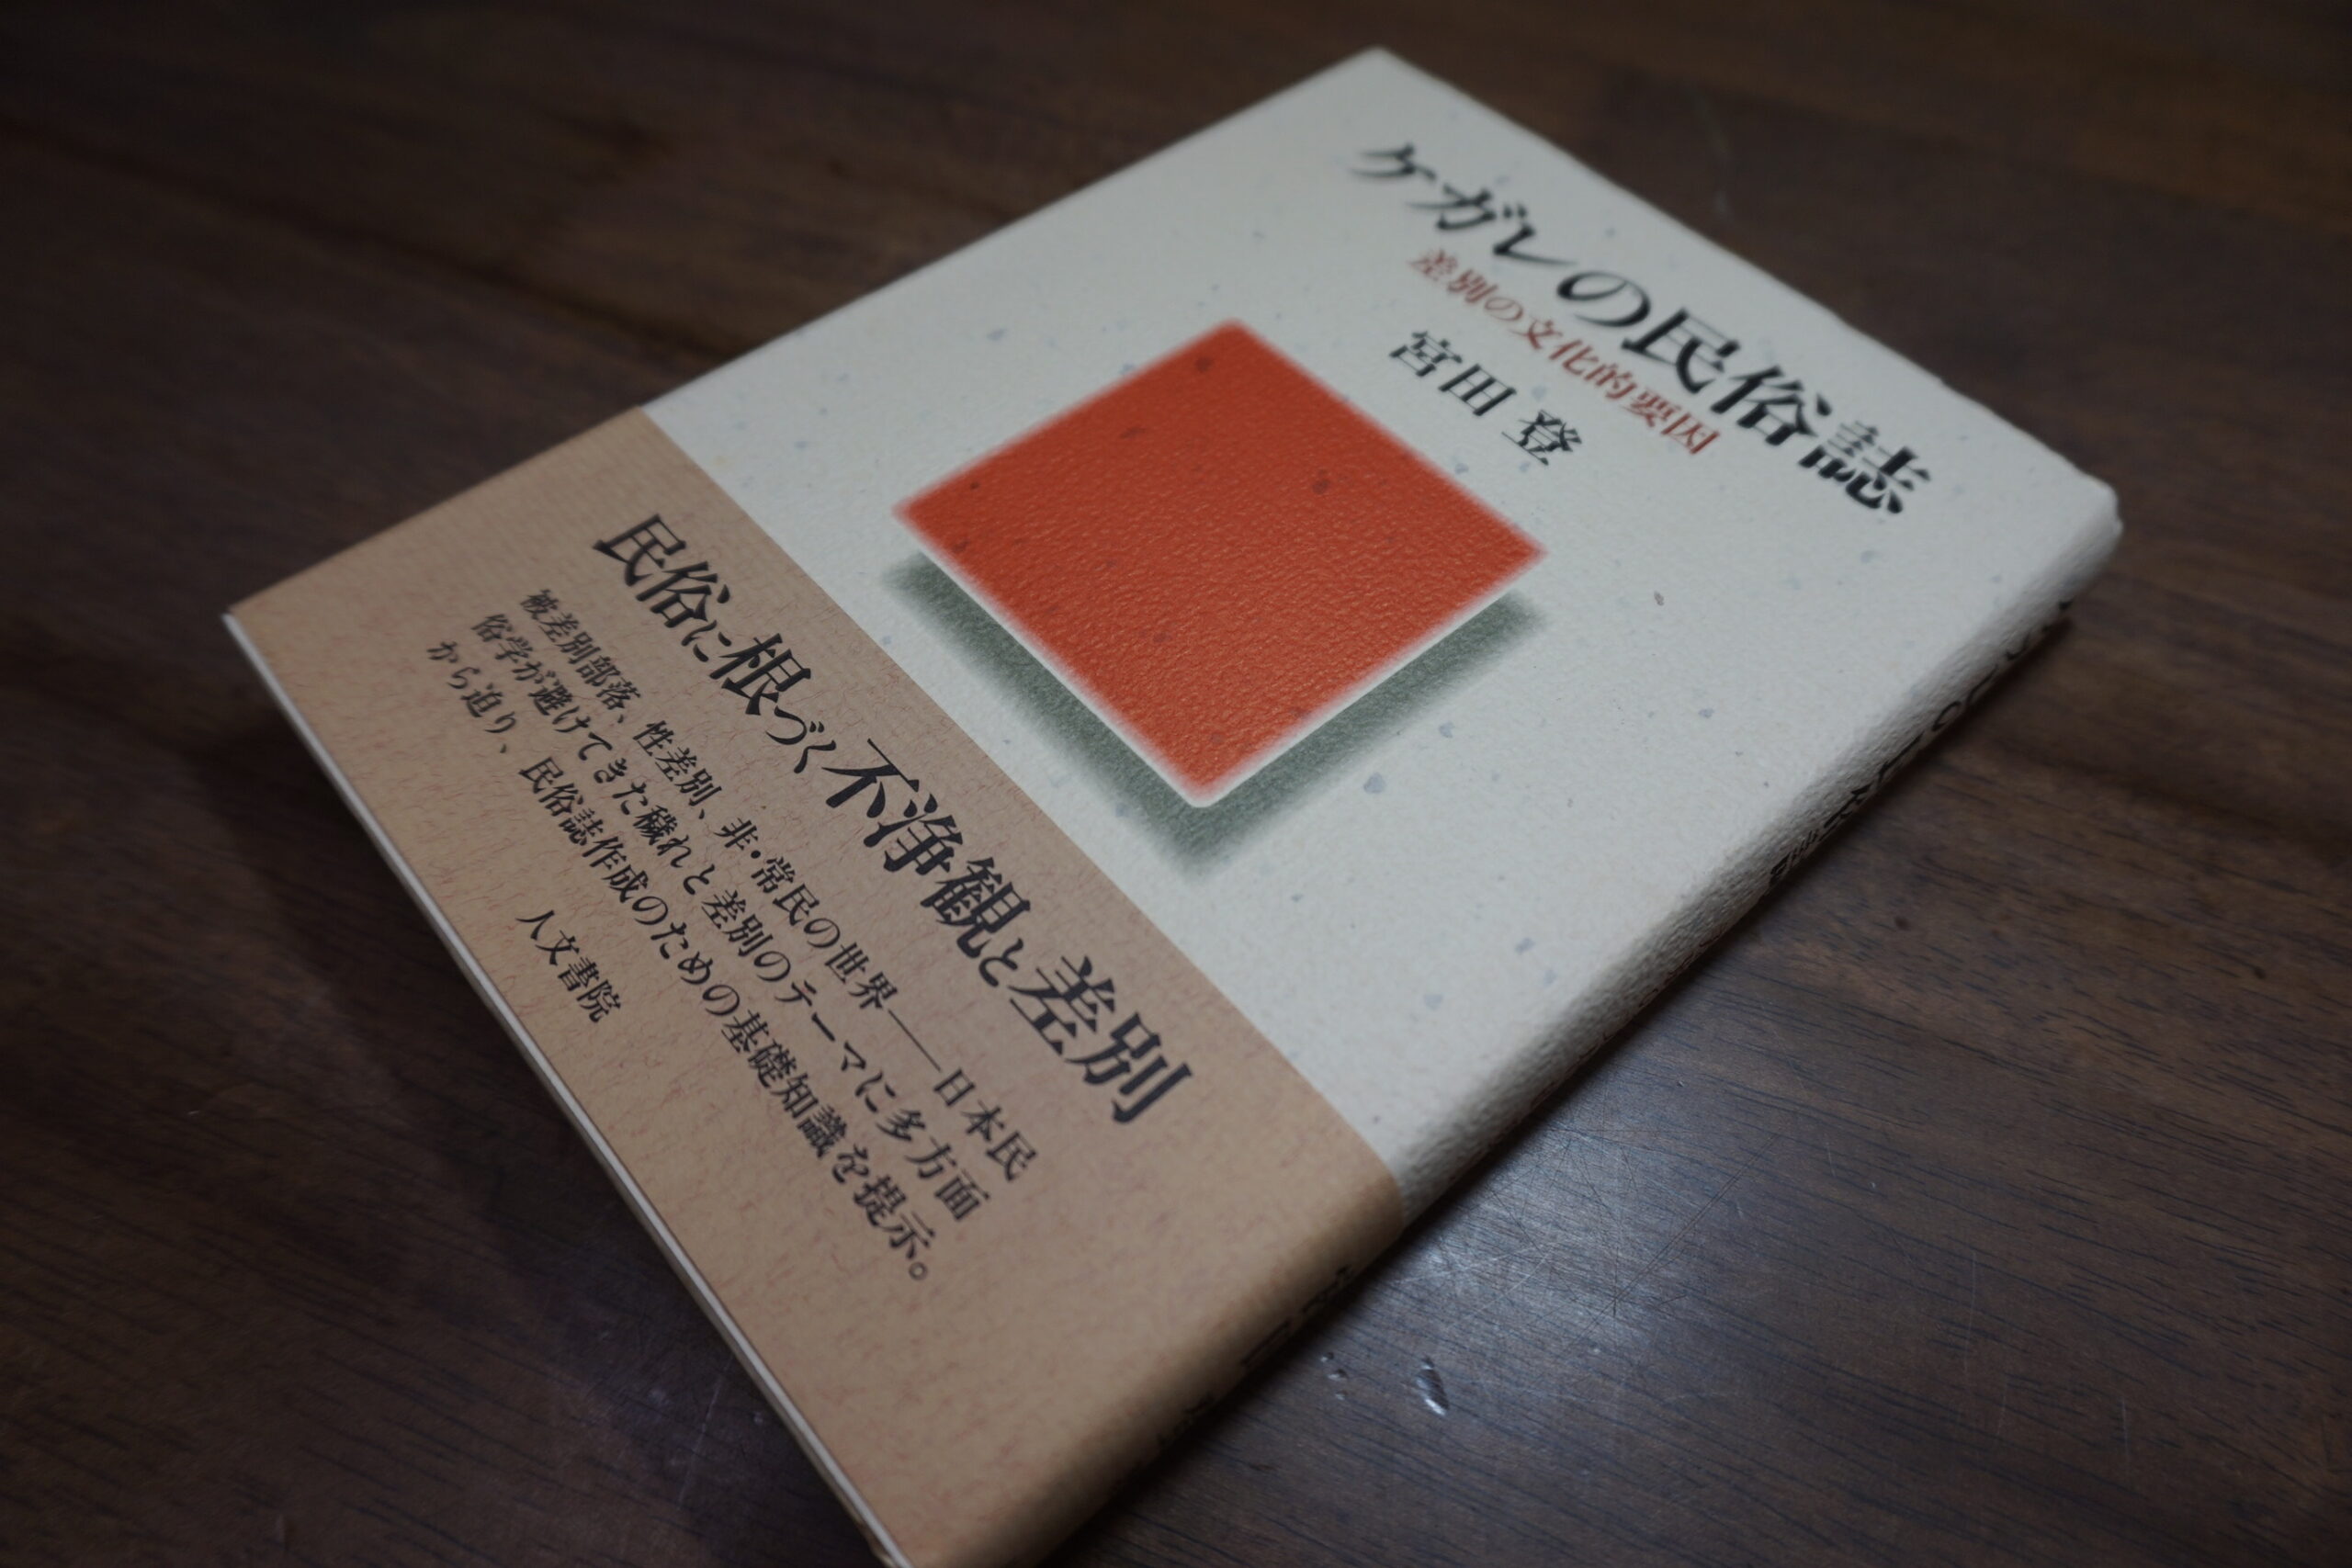 ケガレの民俗誌
差別の文化的要因
宮田 登
民俗に根づく不浄観と差別
被差別部落、性差別、非・常民の世界――日本民
俗学が避けてきた穢れと差別のテーマに多方面
から迫り、民俗誌作成のための基礎知識を提示。
人文書院